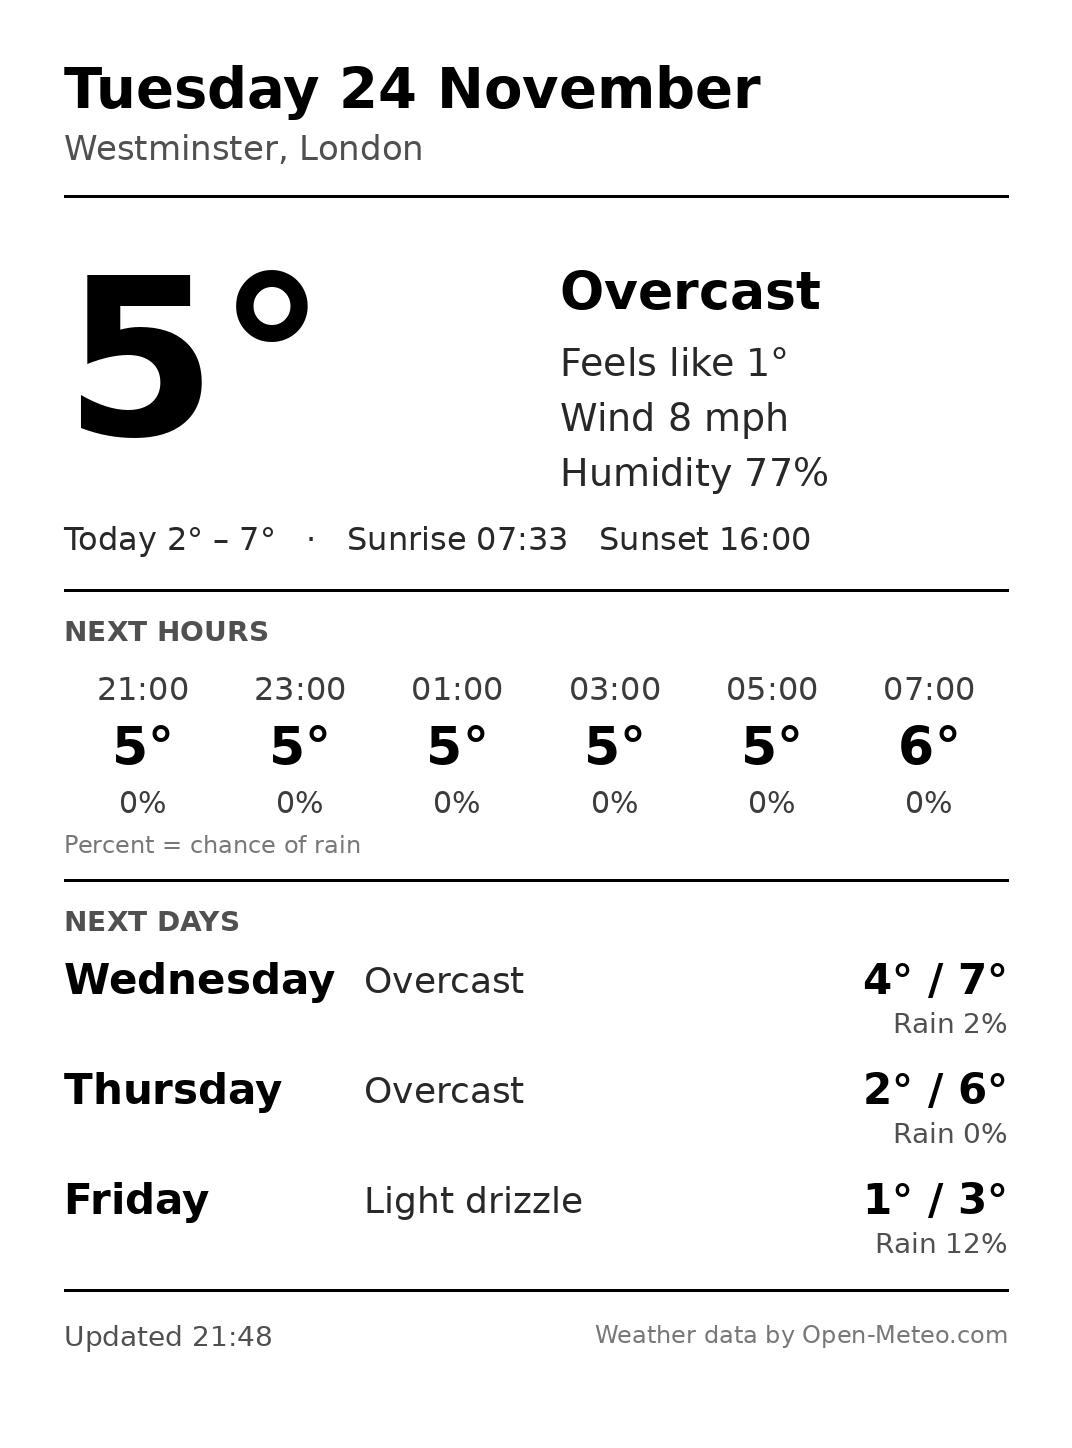 Tuesday 24 November
Westminster, London
5°
Overcast
Feels like 1°
Wind 8 mph
Humidity 77%
Today 2° – 7° · Sunrise 07:33 Sunset 16:00
NEXT HOURS
21:00 23:00 01:00 03:00 05:00 07:00
5° 5° 5° 5° 5° 6°
0% 0% 0% 0% 0% 0%
Percent = chance of rain
NEXT DAYS
Wednesday Overcast 4° / 7°
Rain 2%
Thursday Overcast 2° / 6°
Rain 0%
Friday Light drizzle 1° / 3°
Rain 12%
Updated 21:48 Weather data by Open-Meteo.com